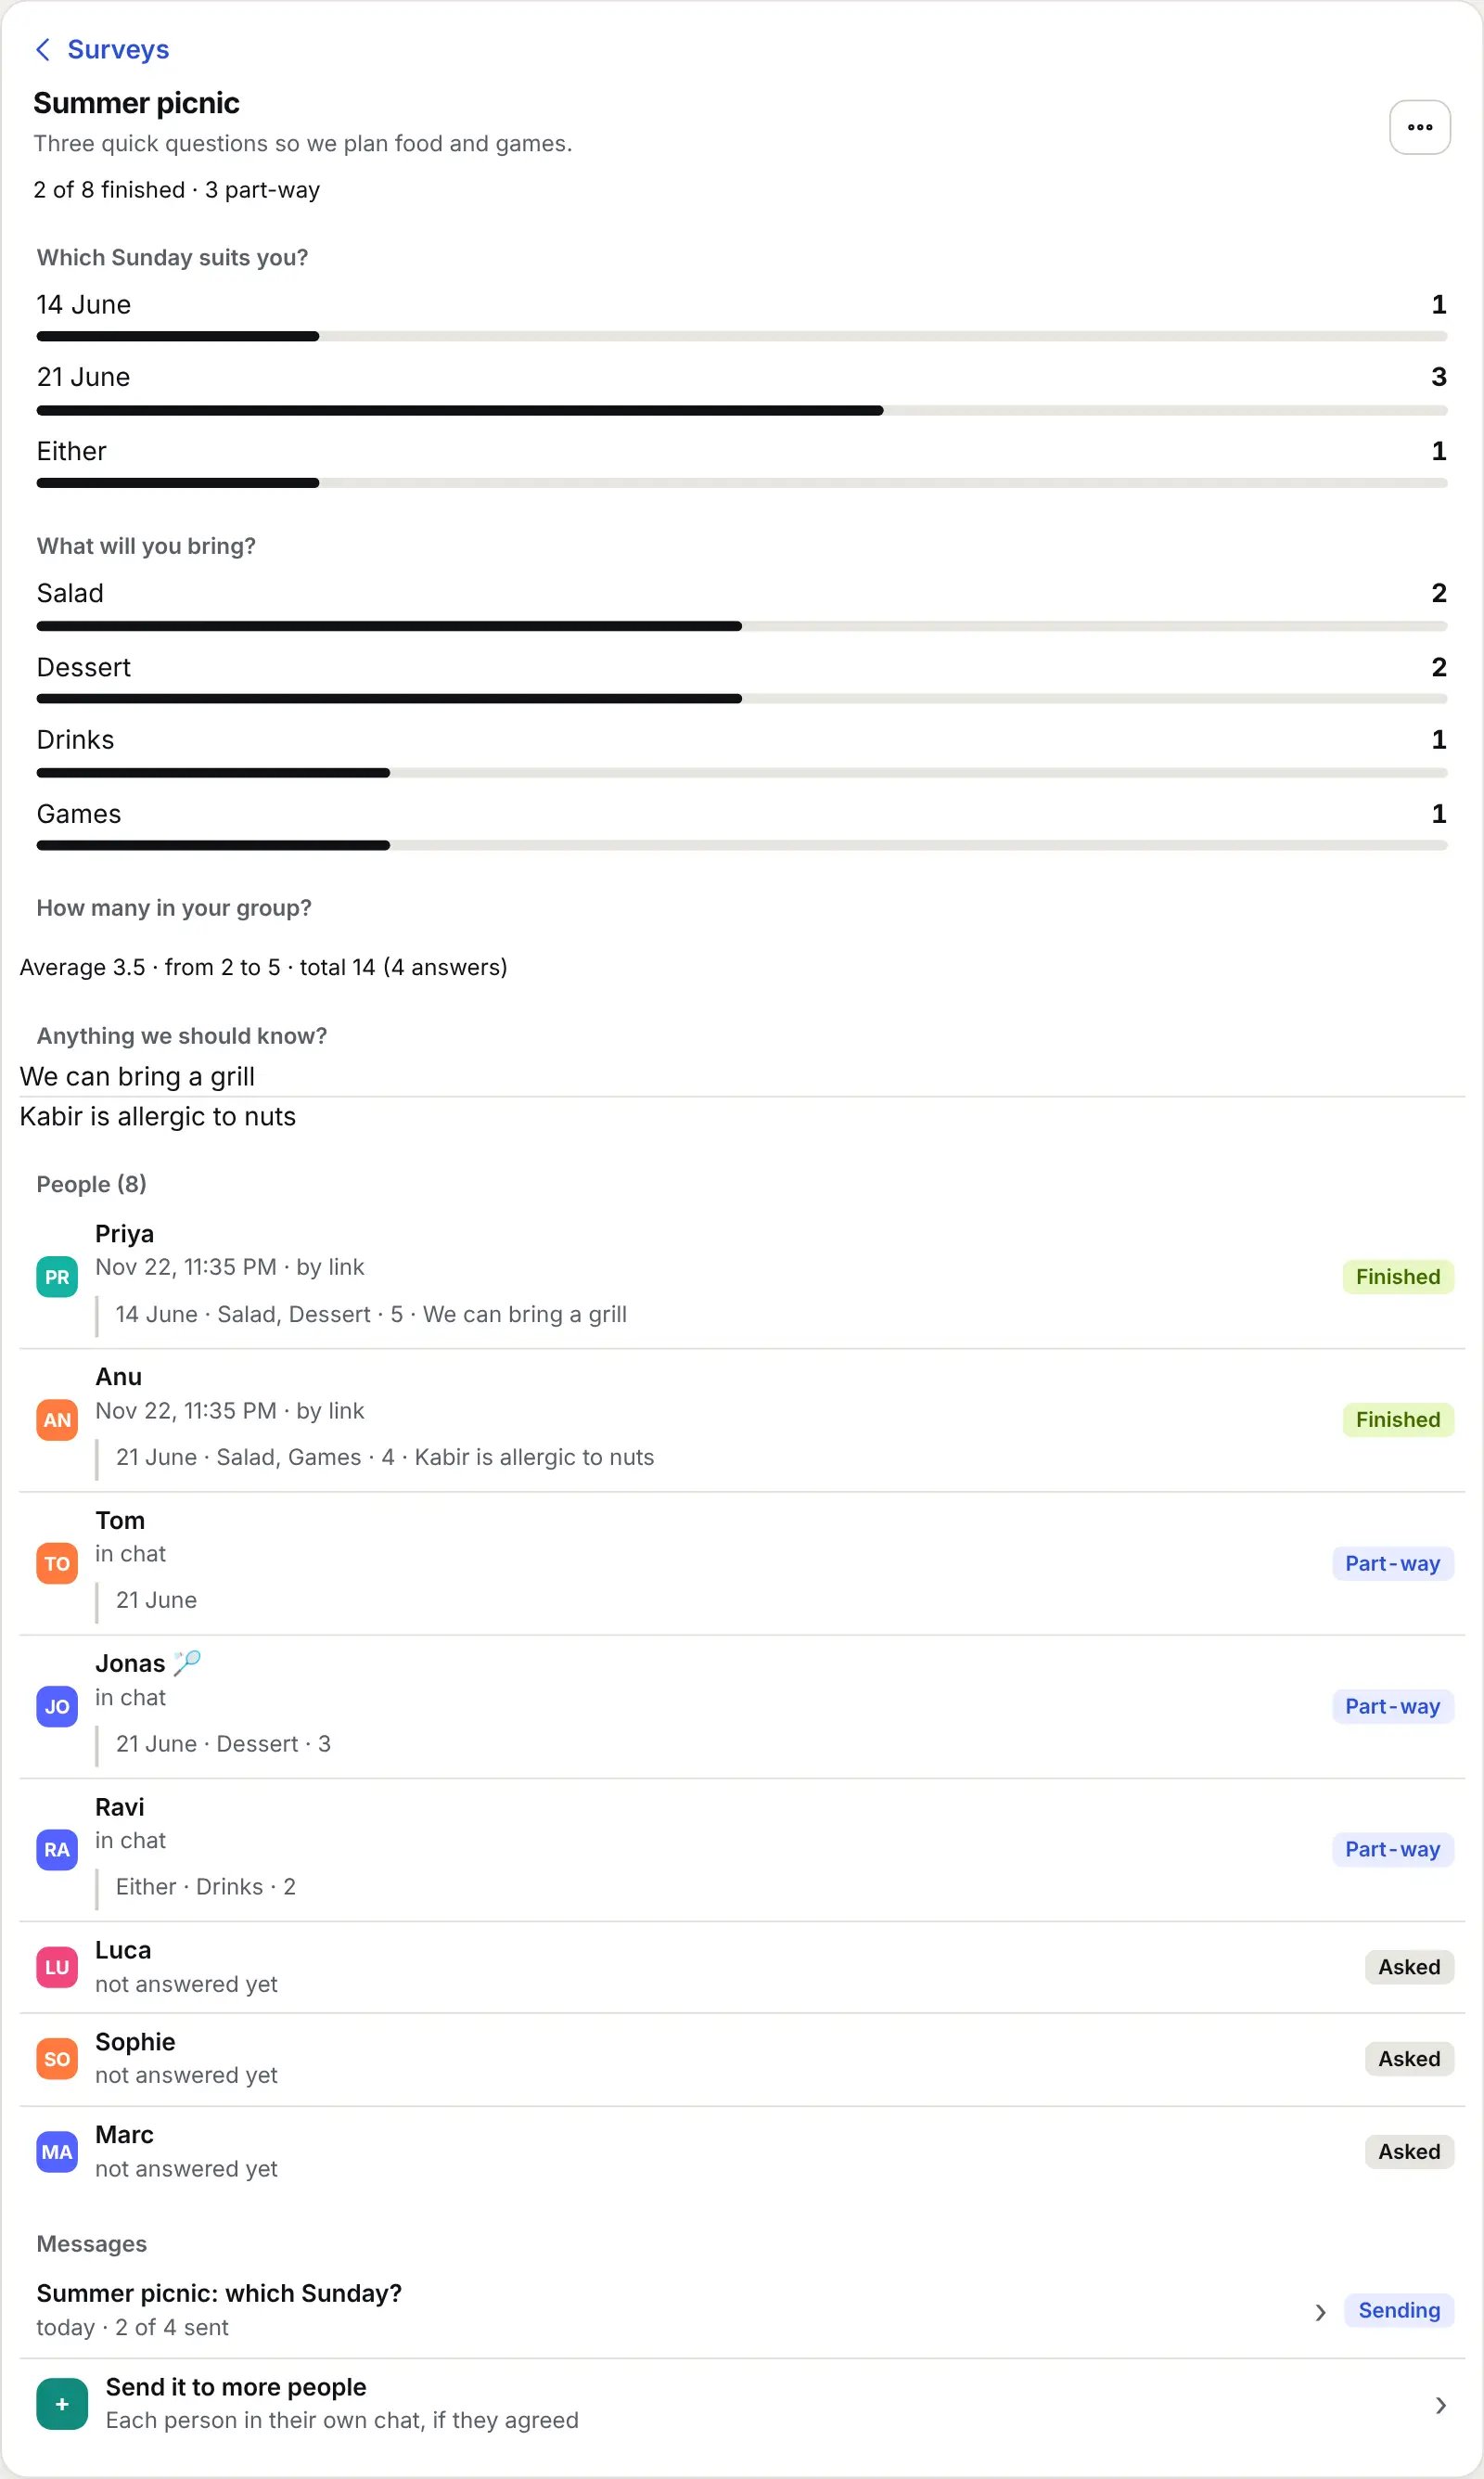 Surveys
Summer picnic
Three quick questions so we plan food and games.
2 of 8 finished · 3 part-way
Which Sunday suits you?
14 June 1
21 June 3
Either 1
What will you bring?
Salad 2
Dessert 2
Drinks 1
Games 1
How many in your group?
Average 3.5 · from 2 to 5 · total 14 (4 answers)
Anything we should know?
We can bring a grill
Kabir is allergic to nuts
People (8)
Priya
PR
Nov 22, 11:35 PM · by link
Finished
14 June · Salad, Dessert · 5 · We can bring a grill
Anu
AN
Nov 22, 11:35 PM · by link
Finished
21 June · Salad, Games · 4 · Kabir is allergic to nuts
Tom
TO
in chat
Part-way
21 June
Jonas 🏸
JO
in chat
Part-way
21 June · Dessert · 3
Ravi
RA
in chat
Part-way
Either · Drinks · 2
Luca
LU
not answered yet
Asked
Sophie
SO
not answered yet
Asked
Marc
MA
not answered yet
Asked
Messages
Summer picnic: which Sunday?
today · 2 of 4 sent
Sending
Send it to more people
Each person in their own chat, if they agreed